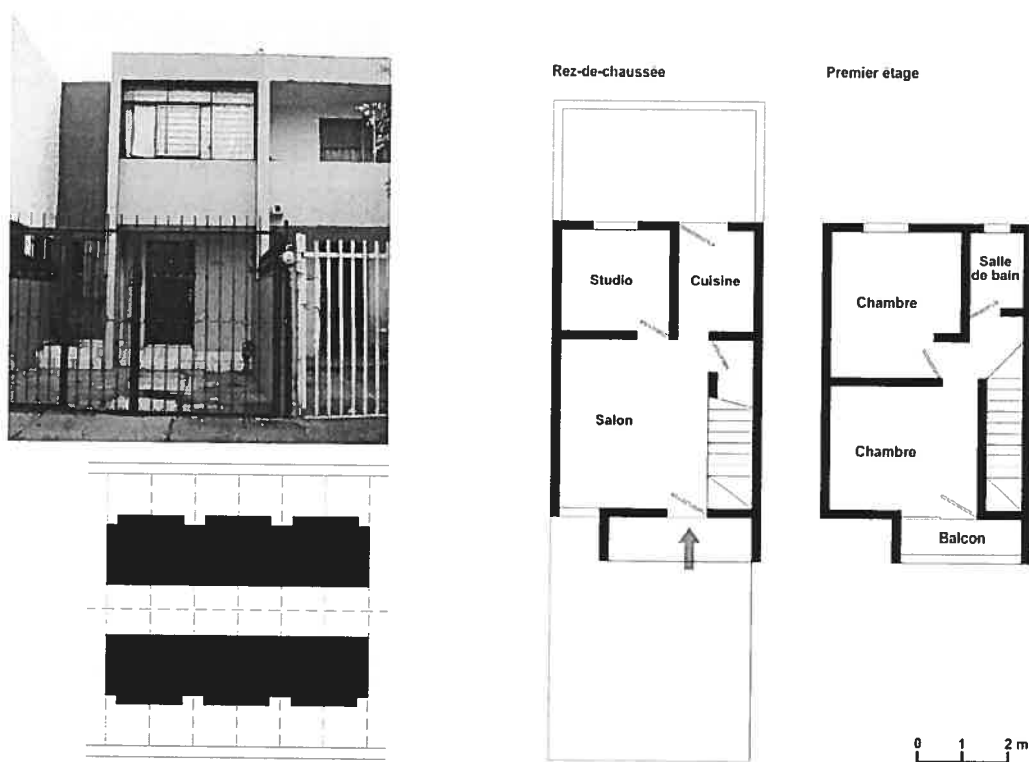 Rez-de-chaussée
Premier étage
Studio
Cuisine
Salon
Chambre
Salle
de bain
Chambre
Balcon
0 1 2 m